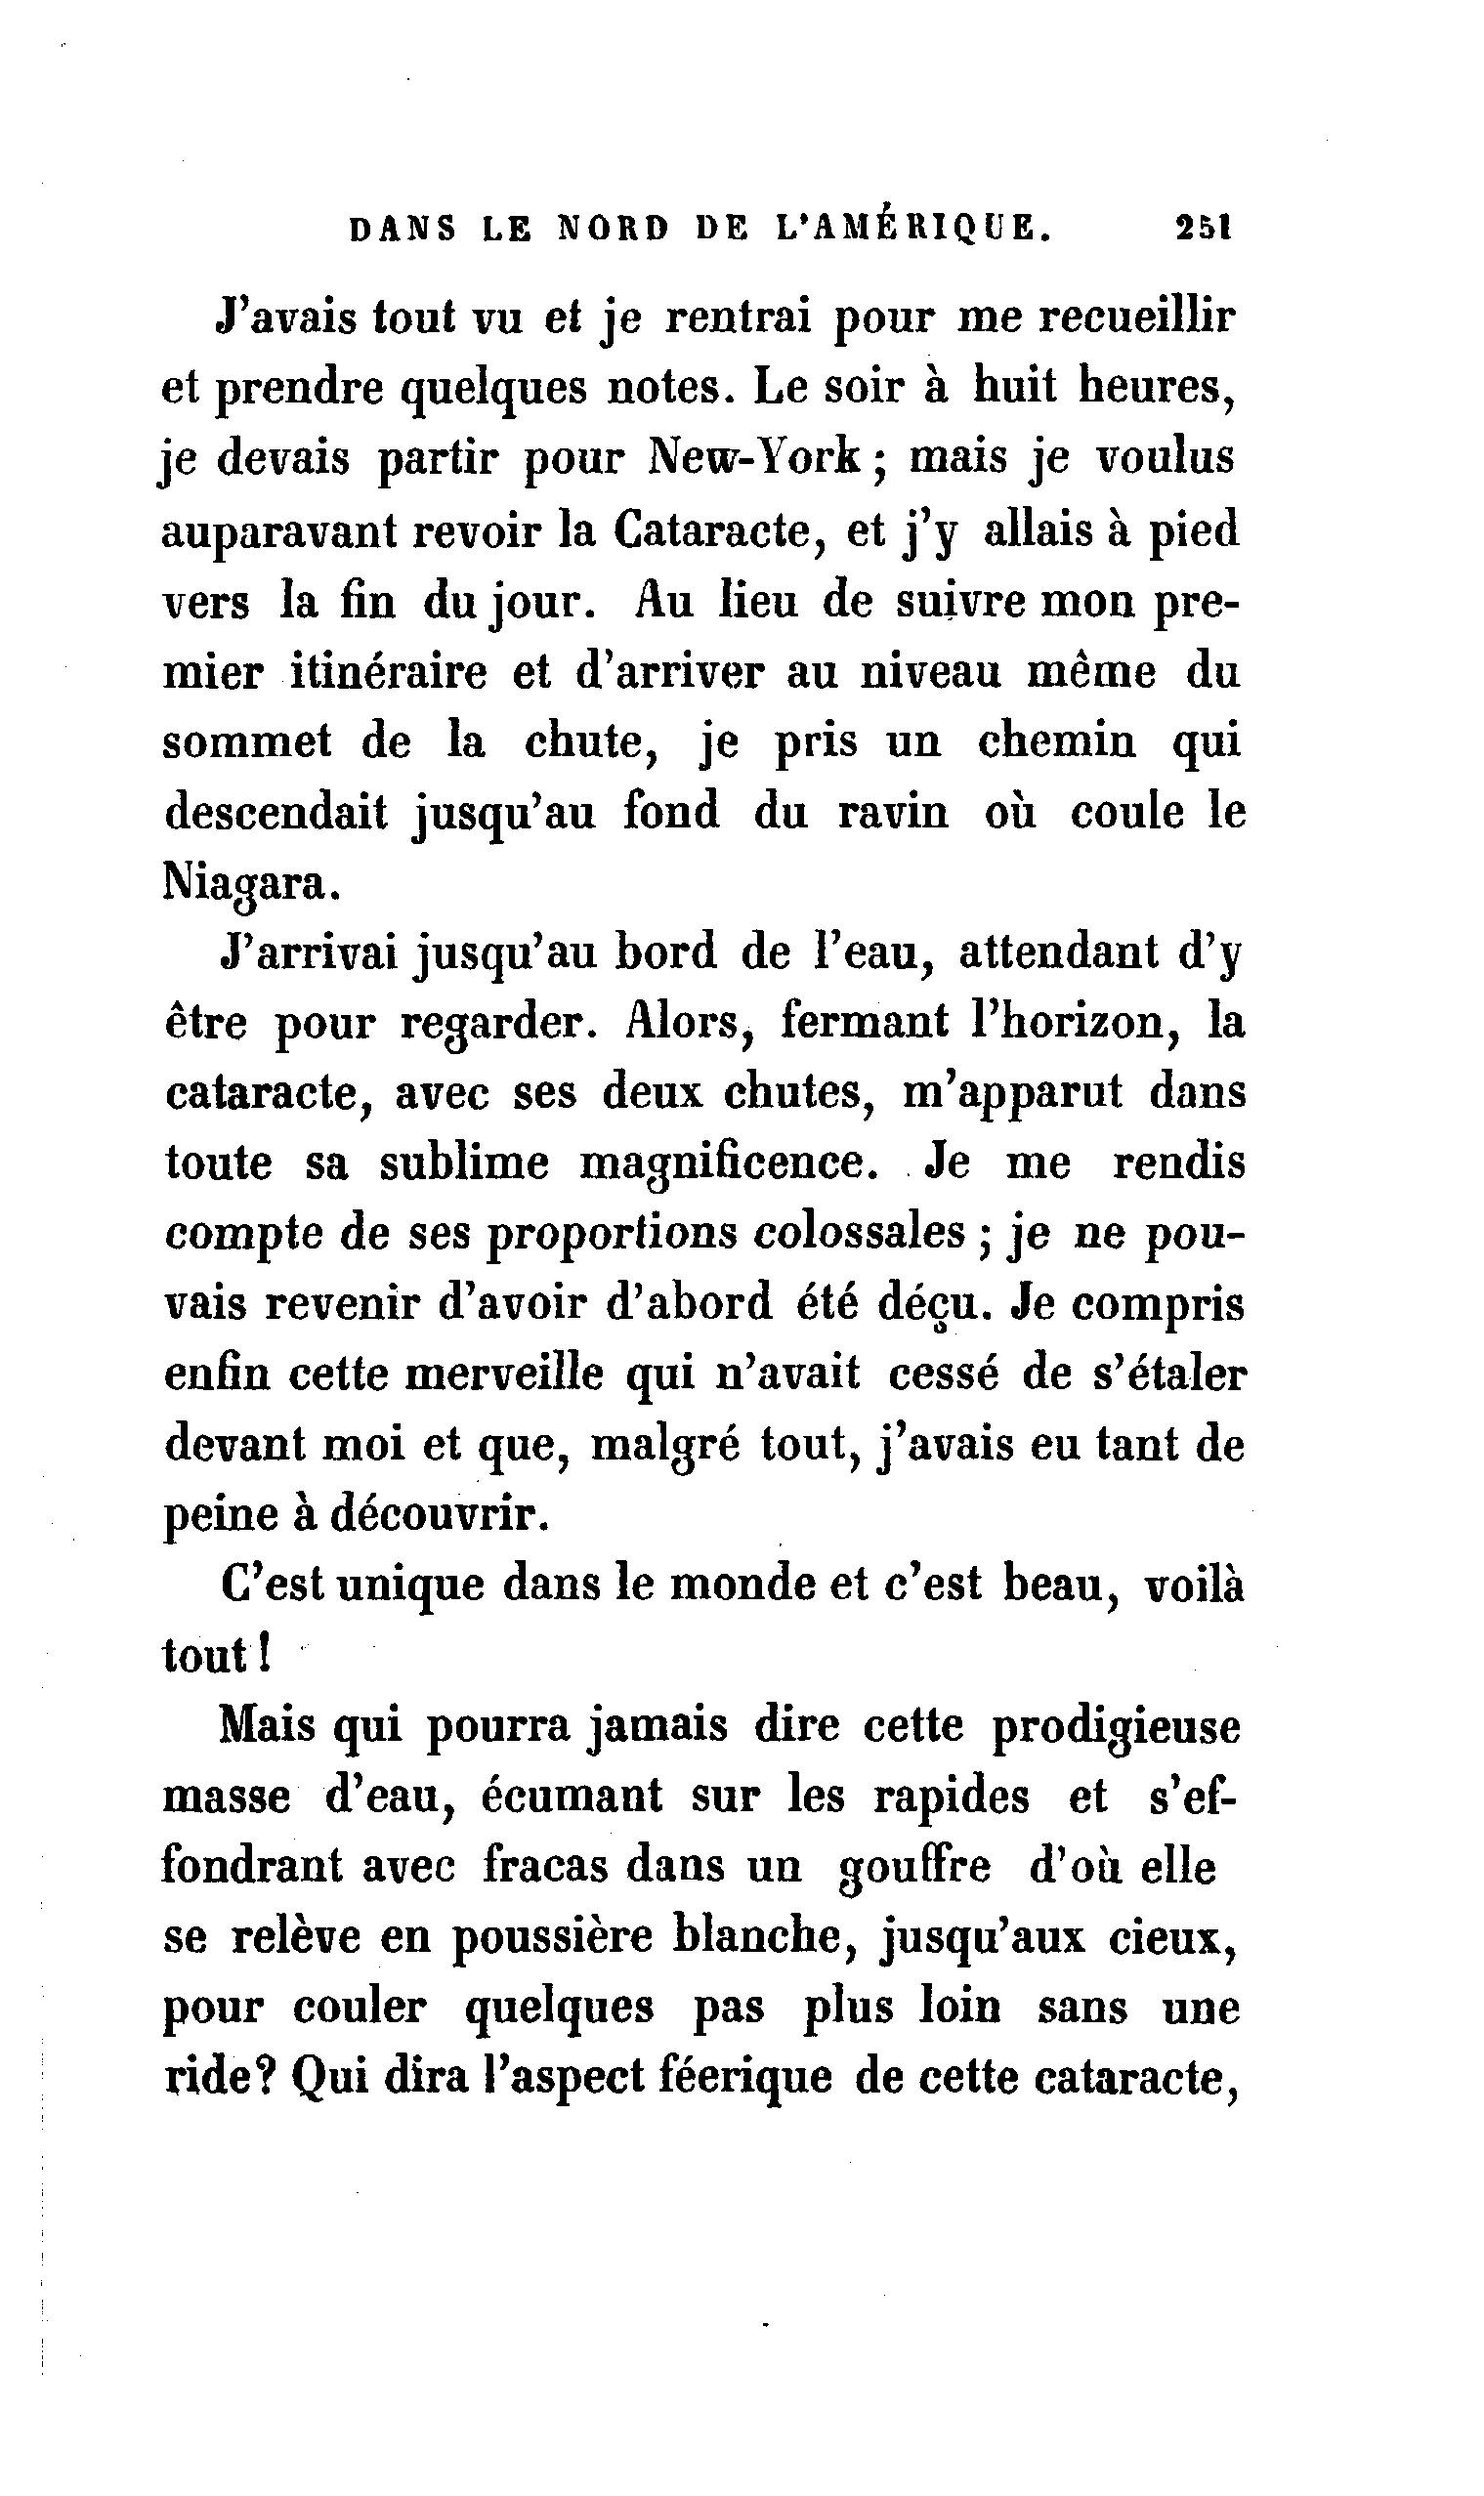 DANS LE NORD DE L'AMÉRIQUE. 251
J'avais tout vu et je rentrai pour me recueillir
et prendre quelques notes. Le soir à huit heures,
je devais partir pour New-York ; mais je voulus
auparavant revoir la Cataracte, et j'y allais à pied
vers la fin du jour. Au lieu de suivre mon pre-
mier itinéraire et d'arriver au niveau même du
sommet de la chute, je pris un chemin qui
descendait jusqu'au fond du ravin où coule le
Niagara.
J'arrivai jusqu'au bord de l'eau, attendant d'y
être pour regarder. Alors, fermant l'horizon, la
cataracte, avec ses deux chutes, m'apparut dans
toute sa sublime magnificence. Je me rendis
compte de ses proportions colossales ; je ne pou-
vais revenir d'avoir d'abord été déçu. Je compris
enfin cette merveille qui n'avait cessé de s'étaler
devant moi et que, malgré tout, j'avais eu tant de
peine à découvrir.
C'est unique dans le monde et c'est beau, voilà
tout !
Mais qui pourra jamais dire cette prodigieuse
masse d'eau, écumant sur les rapides et s'ef-
fondrant avec fracas dans un gouffre d'où elle
se relève en poussière blanche, jusqu'aux cieux,
pour couler quelques pas plus loin sans une
ride? Qui dira l'aspect féerique de cette cataracte,